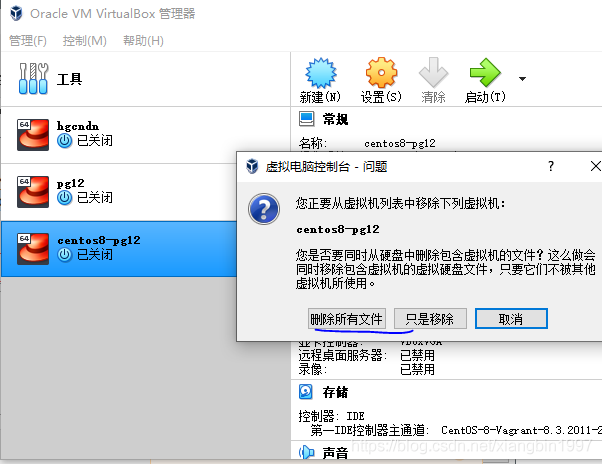 Oracle VM VirtualBox 管理器
管理(F) 控制(M) 帮助(H)
工具
新建(N) 设置(S) 清除 启动(T)
64
hgcndn
已关闭
64
pg12
已关闭
64
centos8-pg12
已关闭
常规
名称: centos8-pg12
虚拟电脑控制台 - 问题
您正要从虚拟机列表中移除下列虚拟机：
centos8-pg12
您是否要同时从硬盘中删除包含虚拟机的文件？这么做会
同时移除包含虚拟机的虚拟硬盘文件，只要它们不被其他
虚拟机所使用。
删除所有文件 只是移除 取消
显卡控制器: VBoxVGA
远程桌面服务器: 已禁用
录像: 已禁用
存储
控制器: IDE
第一IDE控制器主通道: CentOS-8-Vagrant-8.3.2011-2
声音
https://blog.csdn.net/xiangbin1997